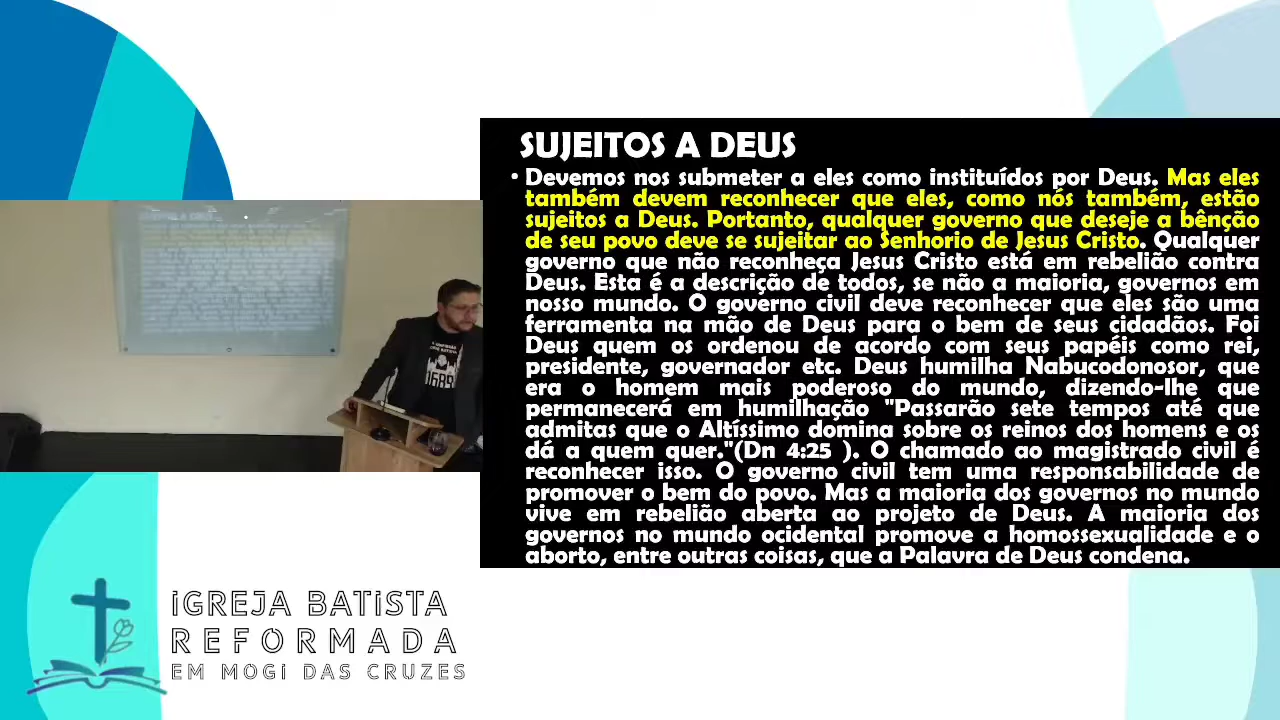 SUJEITOS A DEUS
• Devemos nos submeter a eles como instituídos por Deus. Mas eles
também devem reconhecer que eles, como nós também, estão
sujeitos a Deus. Portanto, qualquer governo que deseje a bênção
de seu povo deve se sujeitar ao Senhorio de Jesus Cristo. Qualquer
governo que não reconheça Jesus Cristo está em rebelião contra
Deus. Esta é a descrição de todos, se não a maioria, governos em
nosso mundo. O governo civil deve reconhecer que eles são uma
ferramenta na mão de Deus para o bem de seus cidadãos. Foi
Deus quem os ordenou de acordo com seus papéis como rei,
presidente, governador etc. Deus humilha Nabucodonosor, que
era o homem mais poderoso do mundo, dizendo-lhe que
permanecerá em humilhação "Passarão sete tempos até que
admitas que o Altíssimo domina sobre os reinos dos homens e os
dá a quem quer."(Dn 4:25 ). O chamado ao magistrado civil é
reconhecer isso. O governo civil tem uma responsabilidade de
promover o bem do povo. Mas a maioria dos governos no mundo
vive em rebelião aberta ao projeto de Deus. A maioria dos
governos no mundo ocidental promove a homossexualidade e o
aborto, entre outras coisas, que a Palavra de Deus condena.
1689
IGREJA BATISTA
REFORMADA
EM MOGI DAS CRUZES